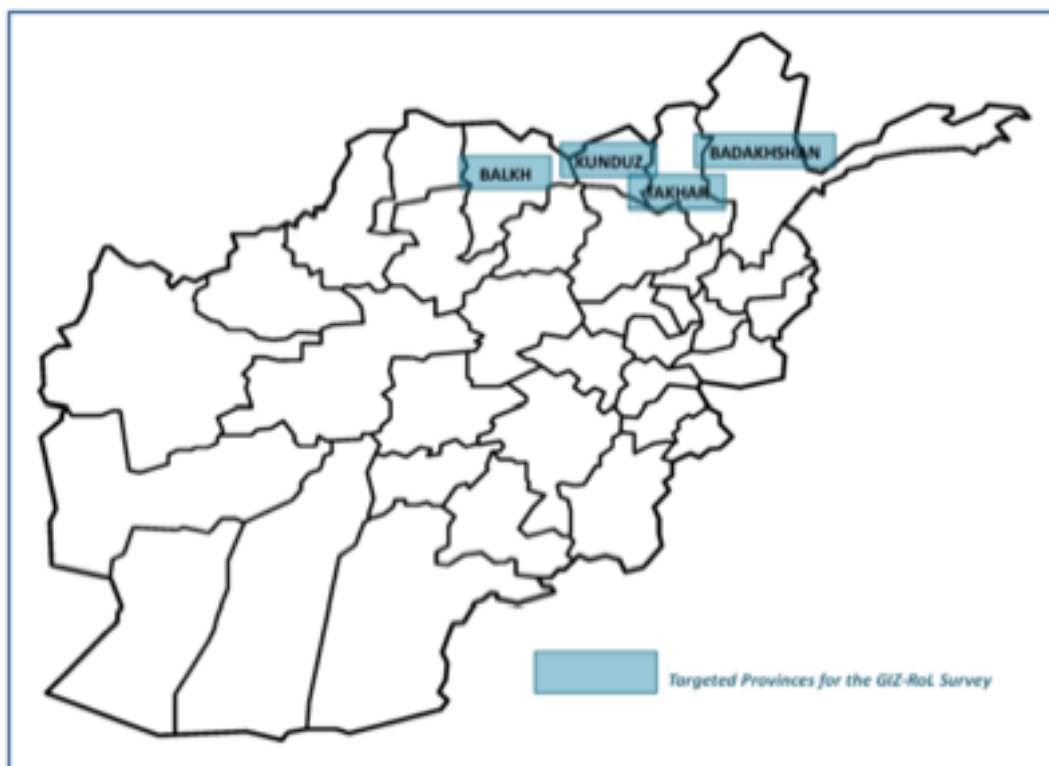 BALKH
KUNDUZ
TAKHAR
BADAKHSHAN
Targeted Provinces for the GIZ-RoL Survey